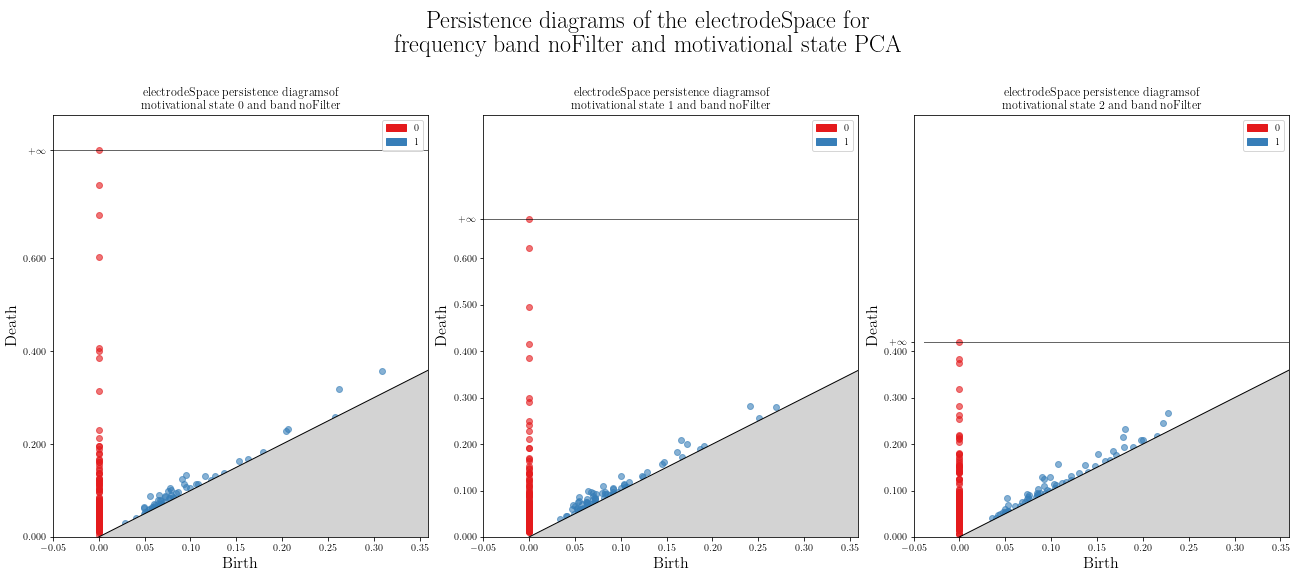 Persistence diagrams of the electrodeSpace for
frequency band noFilter and motivational state PCA
electrodeSpace persistence diagramsof
motivational state 0 and band noFilter
0
1
+∞
0.600
0.400
0.200
0.000
Death
−0.05 0.00 0.05 0.10 0.15 0.20 0.25 0.30 0.35
Birth
electrodeSpace persistence diagramsof
motivational state 1 and band noFilter
0
1
+∞
0.600
0.500
0.400
0.300
0.200
0.100
0.000
Death
−0.05 0.00 0.05 0.10 0.15 0.20 0.25 0.30 0.35
Birth
electrodeSpace persistence diagramsof
motivational state 2 and band noFilter
0
1
+∞
0.400
0.300
0.200
0.100
0.000
Death
−0.05 0.00 0.05 0.10 0.15 0.20 0.25 0.30 0.35
Birth